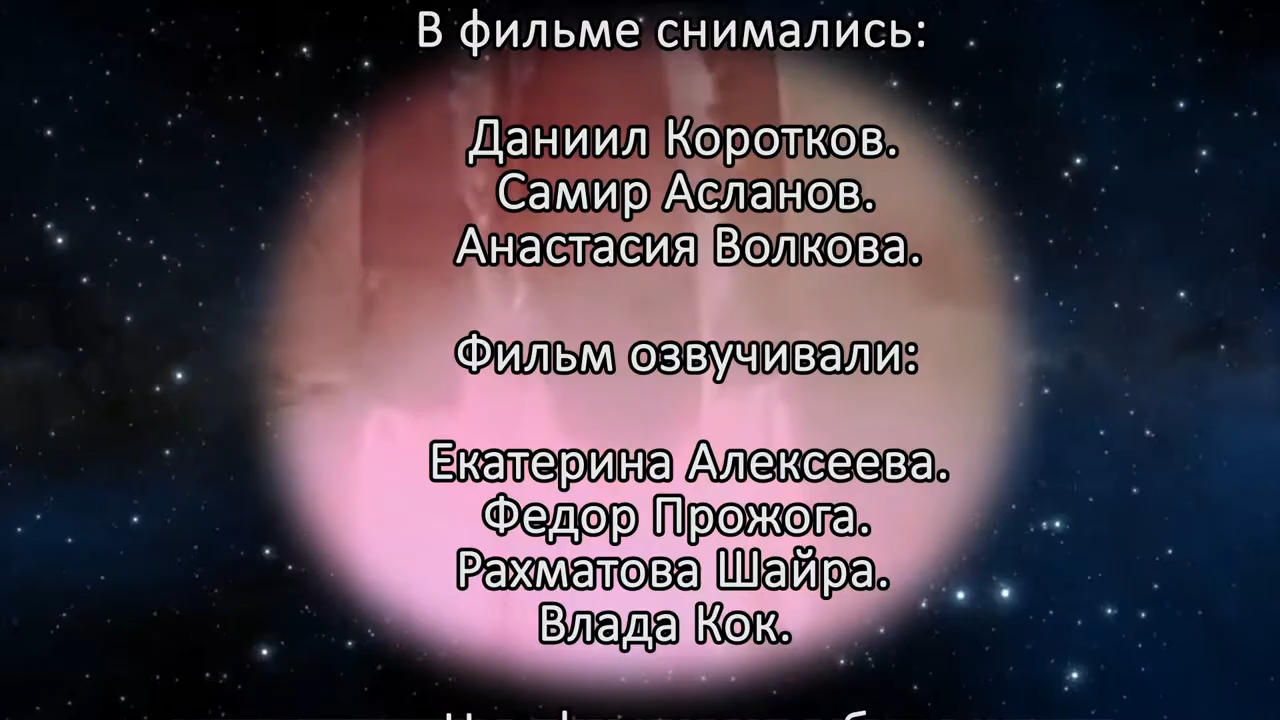 В фильме снимались:
Даниил Коротков.
Самир Асланов.
Анастасия Волкова.
Фильм озвучивали:
Екатерина Алексеева.
Федор Прожога.
Рахматова Шайра.
Влада Кок.